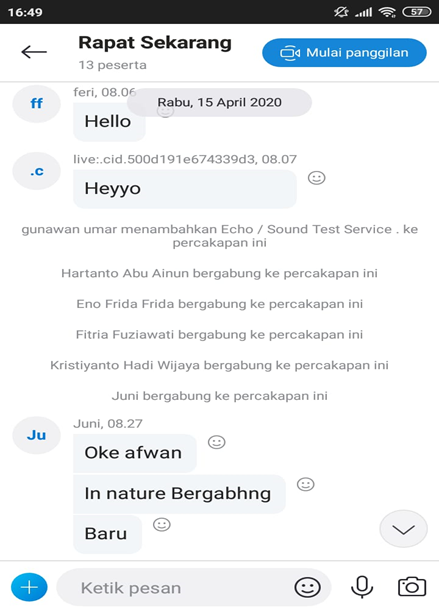 16:49
57
Rapat Sekarang
13 peserta
Mulai panggilan
feri, 08.06
Rabu, 15 April 2020
ff
Hello
live:.cid.500d191e674339d3, 08.07
.c
Heyyo
gunawan umar menambahkan Echo / Sound Test Service . ke
percakapan ini
Hartanto Abu Ainun bergabung ke percakapan ini
Eno Frida Frida bergabung ke percakapan ini
Fitria Fuziawati bergabung ke percakapan ini
Kristiyanto Hadi Wijaya bergabung ke percakapan ini
Juni bergabung ke percakapan ini
Juni, 08.27
Ju
Oke afwan
In nature Bergabhng
Baru
Ketik pesan